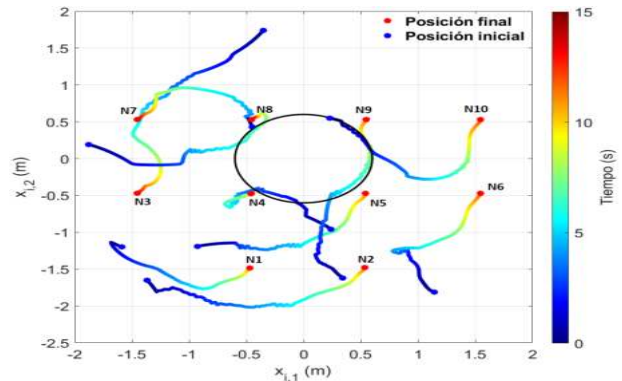 2
1.5
1
0.5
0
-0.5
-1
-1.5
-2
-2.5
x i,2 (m)
Posición final
Posición inicial
N7
N8
N9
N10
N3
N4
N5
N6
N1
N2
-2
-1.5
-1
-0.5
0
0.5
1
1.5
2
x i,1 (m)
15
10
5
0
Tiempo (s)